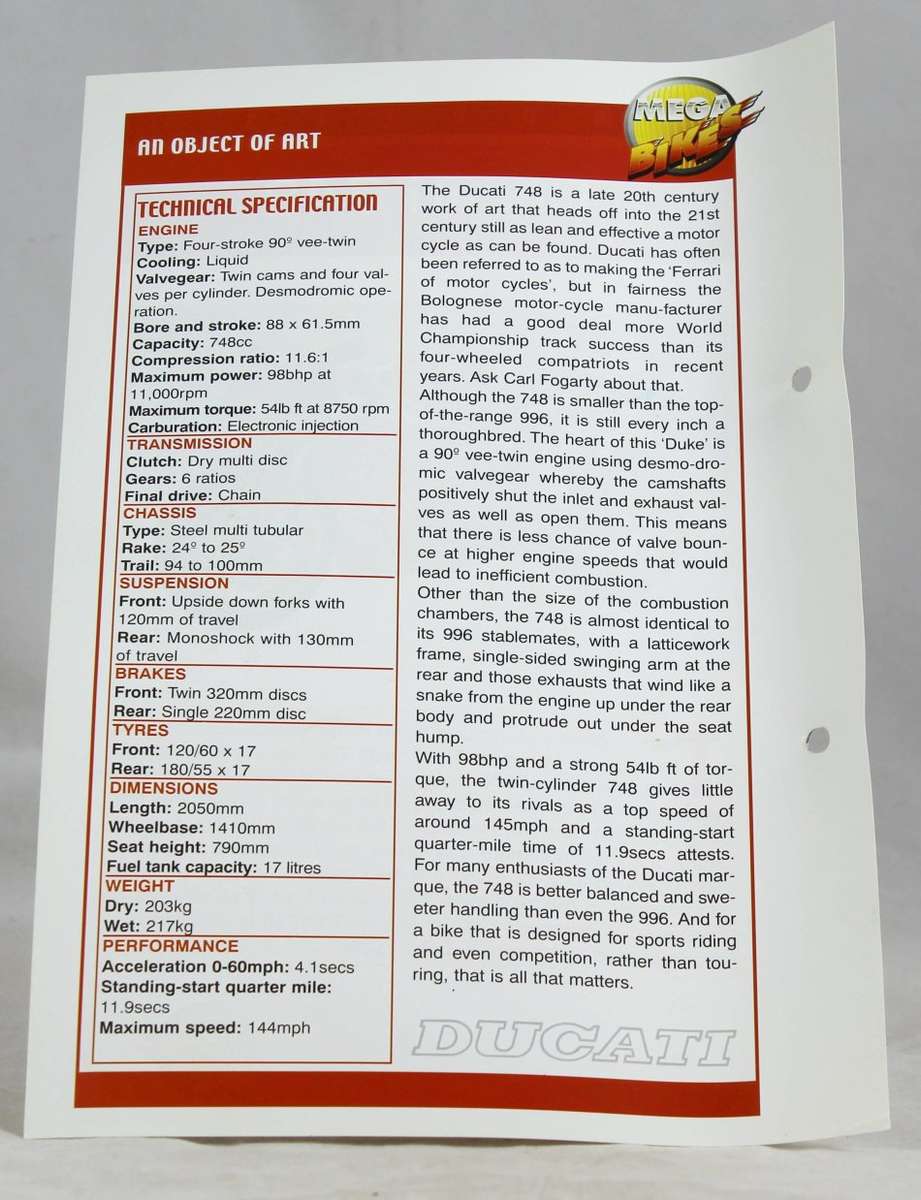 MEGA
BIKES
AN OBJECT OF ART
TECHNICAL SPECIFICATION
ENGINE
Type: Four-stroke 90º vee-twin
Cooling: Liquid
Valvegear: Twin cams and four val-
ves per cylinder. Desmodromic ope-
ration.
Bore and stroke: 88 x 61.5mm
Capacity: 748cc
Compression ratio: 11.6:1
Maximum power: 98bhp at
11,000rpm
Maximum torque: 54lb ft at 8750 rpm
Carburation: Electronic injection
TRANSMISSION
Clutch: Dry multi disc
Gears: 6 ratios
Final drive: Chain
CHASSIS
Type: Steel multi tubular
Rake: 24º to 25º
Trail: 94 to 100mm
SUSPENSION
Front: Upside down forks with
120mm of travel
Rear: Monoshock with 130mm
of travel
BRAKES
Front: Twin 320mm discs
Rear: Single 220mm disc
TYRES
Front: 120/60 x 17
Rear: 180/55 x 17
DIMENSIONS
Length: 2050mm
Wheelbase: 1410mm
Seat height: 790mm
Fuel tank capacity: 17 litres
WEIGHT
Dry: 203kg
Wet: 217kg
PERFORMANCE
Acceleration 0-60mph: 4.1secs
Standing-start quarter mile:
11.9secs
Maximum speed: 144mph
The Ducati 748 is a late 20th century
work of art that heads off into the 21st
century still as lean and effective a motor
cycle as can be found. Ducati has often
been referred to as to making the ‘Ferrari
of motor cycles’, but in fairness the
Bolognese motor-cycle manu-facturer
has had a good deal more World
Championship track success than its
four-wheeled compatriots in recent
years. Ask Carl Fogarty about that.
Although the 748 is smaller than the top-
of-the-range 996, it is still every inch a
thoroughbred. The heart of this ‘Duke’ is
a 90º vee-twin engine using desmo-dro-
mic valvegear whereby the camshafts
positively shut the inlet and exhaust val-
ves as well as open them. This means
that there is less chance of valve boun-
ce at higher engine speeds that would
lead to inefficient combustion.
Other than the size of the combustion
chambers, the 748 is almost identical to
its 996 stablemates, with a latticework
frame, single-sided swinging arm at the
rear and those exhausts that wind like a
snake from the engine up under the rear
body and protrude out under the seat
hump.
With 98bhp and a strong 54lb ft of tor-
que, the twin-cylinder 748 gives little
away to its rivals as a top speed of
around 145mph and a standing-start
quarter-mile time of 11.9secs attests.
For many enthusiasts of the Ducati mar-
que, the 748 is better balanced and swe-
eter handling than even the 996. And for
a bike that is designed for sports riding
and even competition, rather than tou-
ring, that is all that matters.
DUCATI